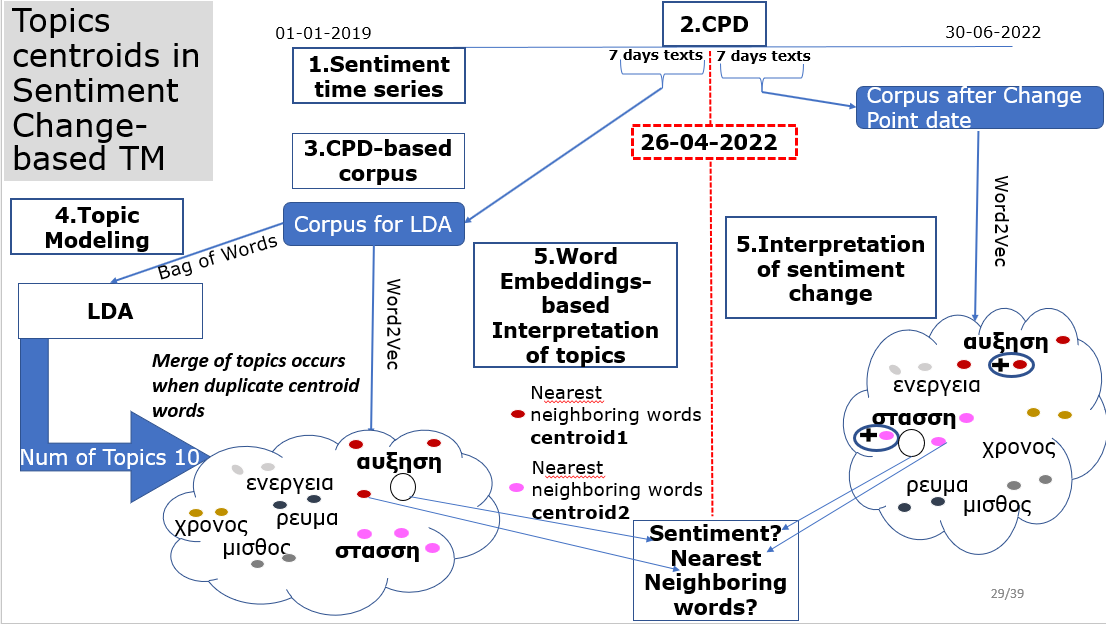 Topics
centroids in
Sentiment
Change-
based TM
01-01-2019
2.CPD
30-06-2022
7 days texts
7 days texts
1.Sentiment
time series
Corpus after Change
Point date
26-04-2022
3.CPD-based
corpus
4.Topic
Modeling
Corpus for LDA
Bag of Words
Word2Vec
Word2Vec
5.Word
Embeddings-
based
Interpretation
of topics
5.Interpretation
of sentiment
change
LDA
Merge of topics occurs
when duplicate centroid
words
Num of Topics 10
Nearest
neighboring words
centroid1
Nearest
neighboring words
centroid2
αυξηση
ενεργεια
ρευμα
χρονος
μισθος
στασση
αυξηση
+
ενεργεια
στασση
+
χρονος
ρευμα
μισθος
Sentiment?
Nearest
Neighboring
words?
29/39